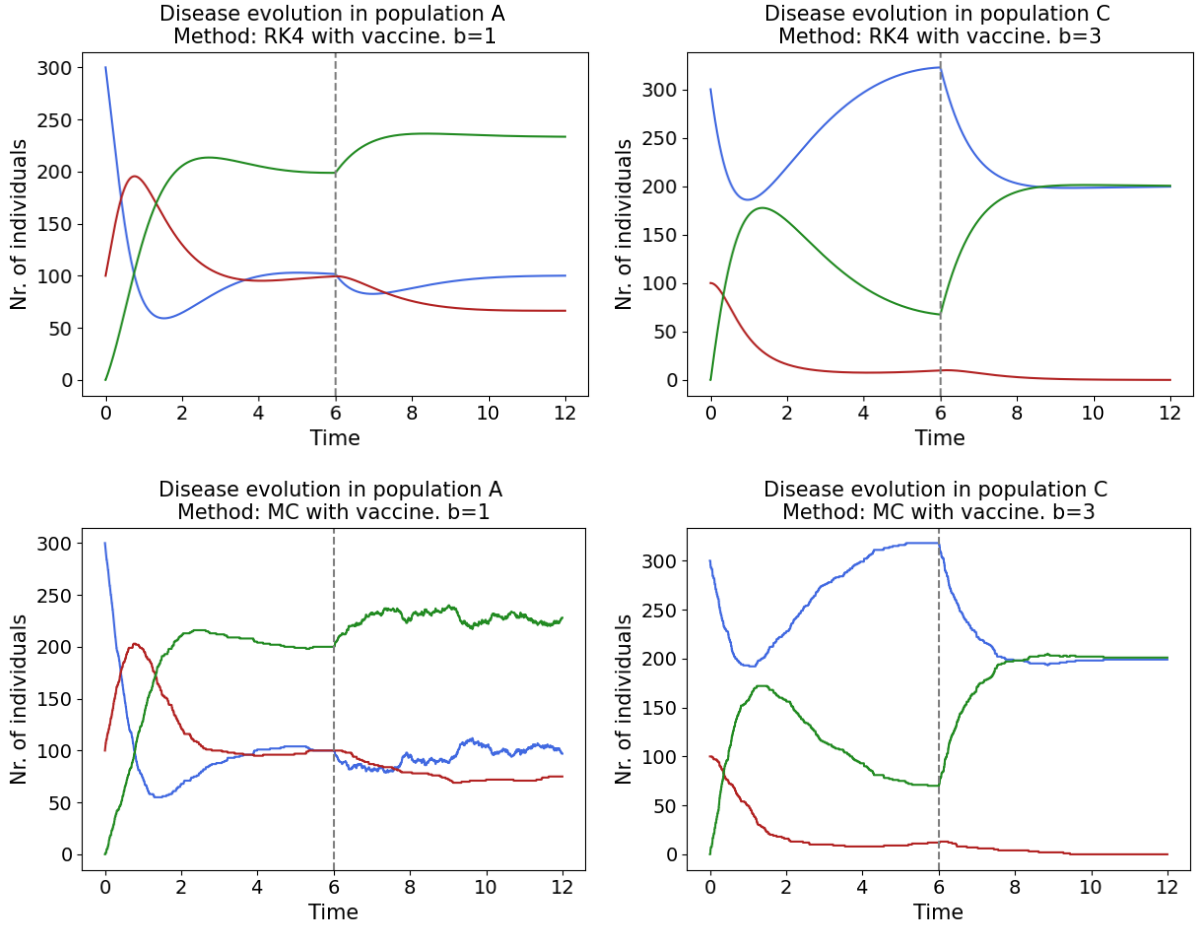 Disease evolution in population A
Method: RK4 with vaccine. b=1
Nr. of individuals
300
250
200
150
100
50
0
0 2 4 6 8 10 12
Time
Disease evolution in population C
Method: RK4 with vaccine. b=3
Nr. of individuals
300
250
200
150
100
50
0
0 2 4 6 8 10 12
Time
Disease evolution in population A
Method: MC with vaccine. b=1
Nr. of individuals
300
250
200
150
100
50
0
0 2 4 6 8 10 12
Time
Disease evolution in population C
Method: MC with vaccine. b=3
Nr. of individuals
300
250
200
150
100
50
0
0 2 4 6 8 10 12
Time